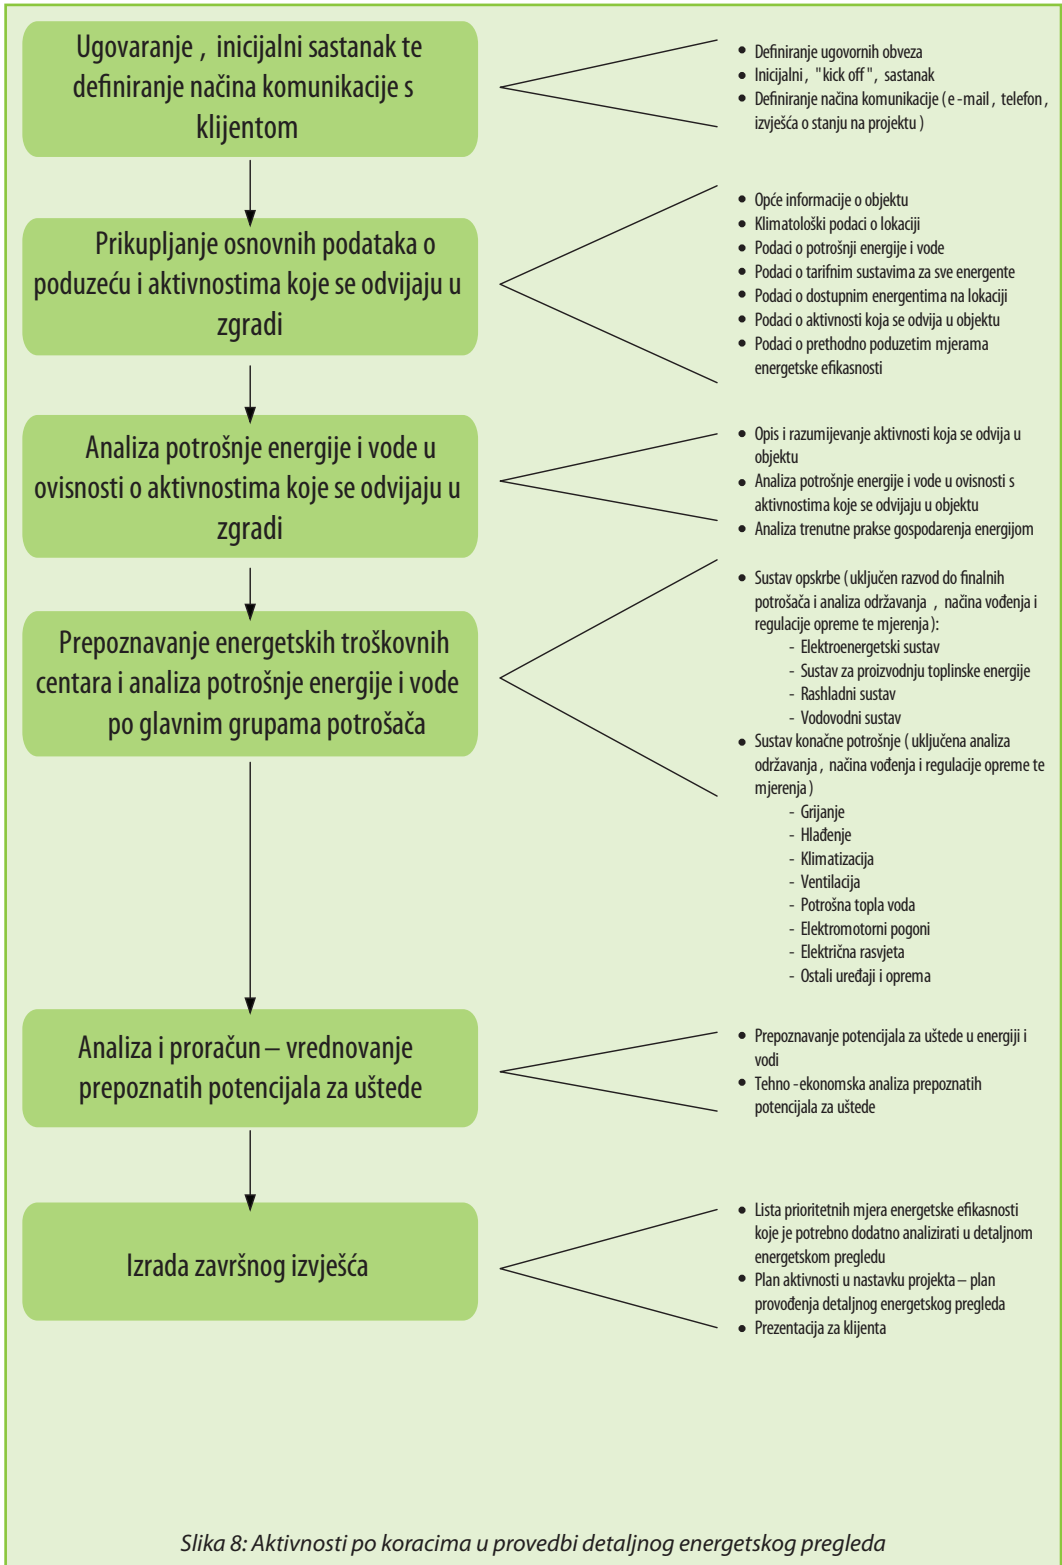 Ugovaranje , inicijalni sastanak te
definiranje načina komunikacije s
klijentom
• Definiranje ugovornih obveza
• Inicijalni , "kick off" , sastanak
• Definiranje načina komunikacije ( e -mail , telefon ,
izvješća o stanju na projektu )
Prikupljanje osnovnih podataka o
poduzeću i aktivnostima koje se odvijaju u
zgradi
• Opće informacije o objektu
• Klimatološki podaci o lokaciji
• Podaci o potrošnji energije i vode
• Podaci o tarifnim sustavima za sve energente
• Podaci o dostupnim energentima na lokaciji
• Podaci o aktivnosti koja se odvija u objektu
• Podaci o prethodno poduzetim mjerama
energetske efikasnosti
Analiza potrošnje energije i vode u
ovisnosti o aktivnostima koje se odvijaju u
zgradi
• Opis i razumijevanje aktivnosti koja se odvija u
objektu
• Analiza potrošnje energije i vode u ovisnosti s
aktivnostima koje se odvijaju u objektu
• Analiza trenutne prakse gospodarenja energijom
Prepoznavanje energetskih troškovnih
centara i analiza potrošnje energije i vode
po glavnim grupama potrošača
• Sustav opskrbe ( uključen razvod do finalnih
potrošača i analiza održavanja , načina vođenja i
regulacije opreme te mjerenja ):
- Elektroenergetski sustav
- Sustav za proizvodnju toplinske energije
- Rashladni sustav
- Vodovodni sustav
• Sustav konačne potrošnje ( uključena analiza
održavanja , načina vođenja i regulacije opreme te
mjerenja )
- Grijanje
- Hlađenje
- Klimatizacija
- Ventilacija
- Potrošna topla voda
- Elektromotorni pogoni
- Električna rasvjeta
- Ostali uređaji i oprema
Analiza i proračun – vrednovanje
prepoznatih potencijala za uštede
• Prepoznavanje potencijala za uštede u energiji i
vodi
• Tehno -ekonomska analiza prepoznatih
potencijala za uštede
Izrada završnog izvješća
• Lista prioritetnih mjera energetske efikasnosti
koje je potrebno dodatno analizirati u detaljnom
energetskom pregledu
• Plan aktivnosti u nastavku projekta – plan
provođenja detaljnog energetskog pregleda
• Prezentacija za klijenta
Slika 8: Aktivnosti po koracima u provedbi detaljnog energetskog pregleda